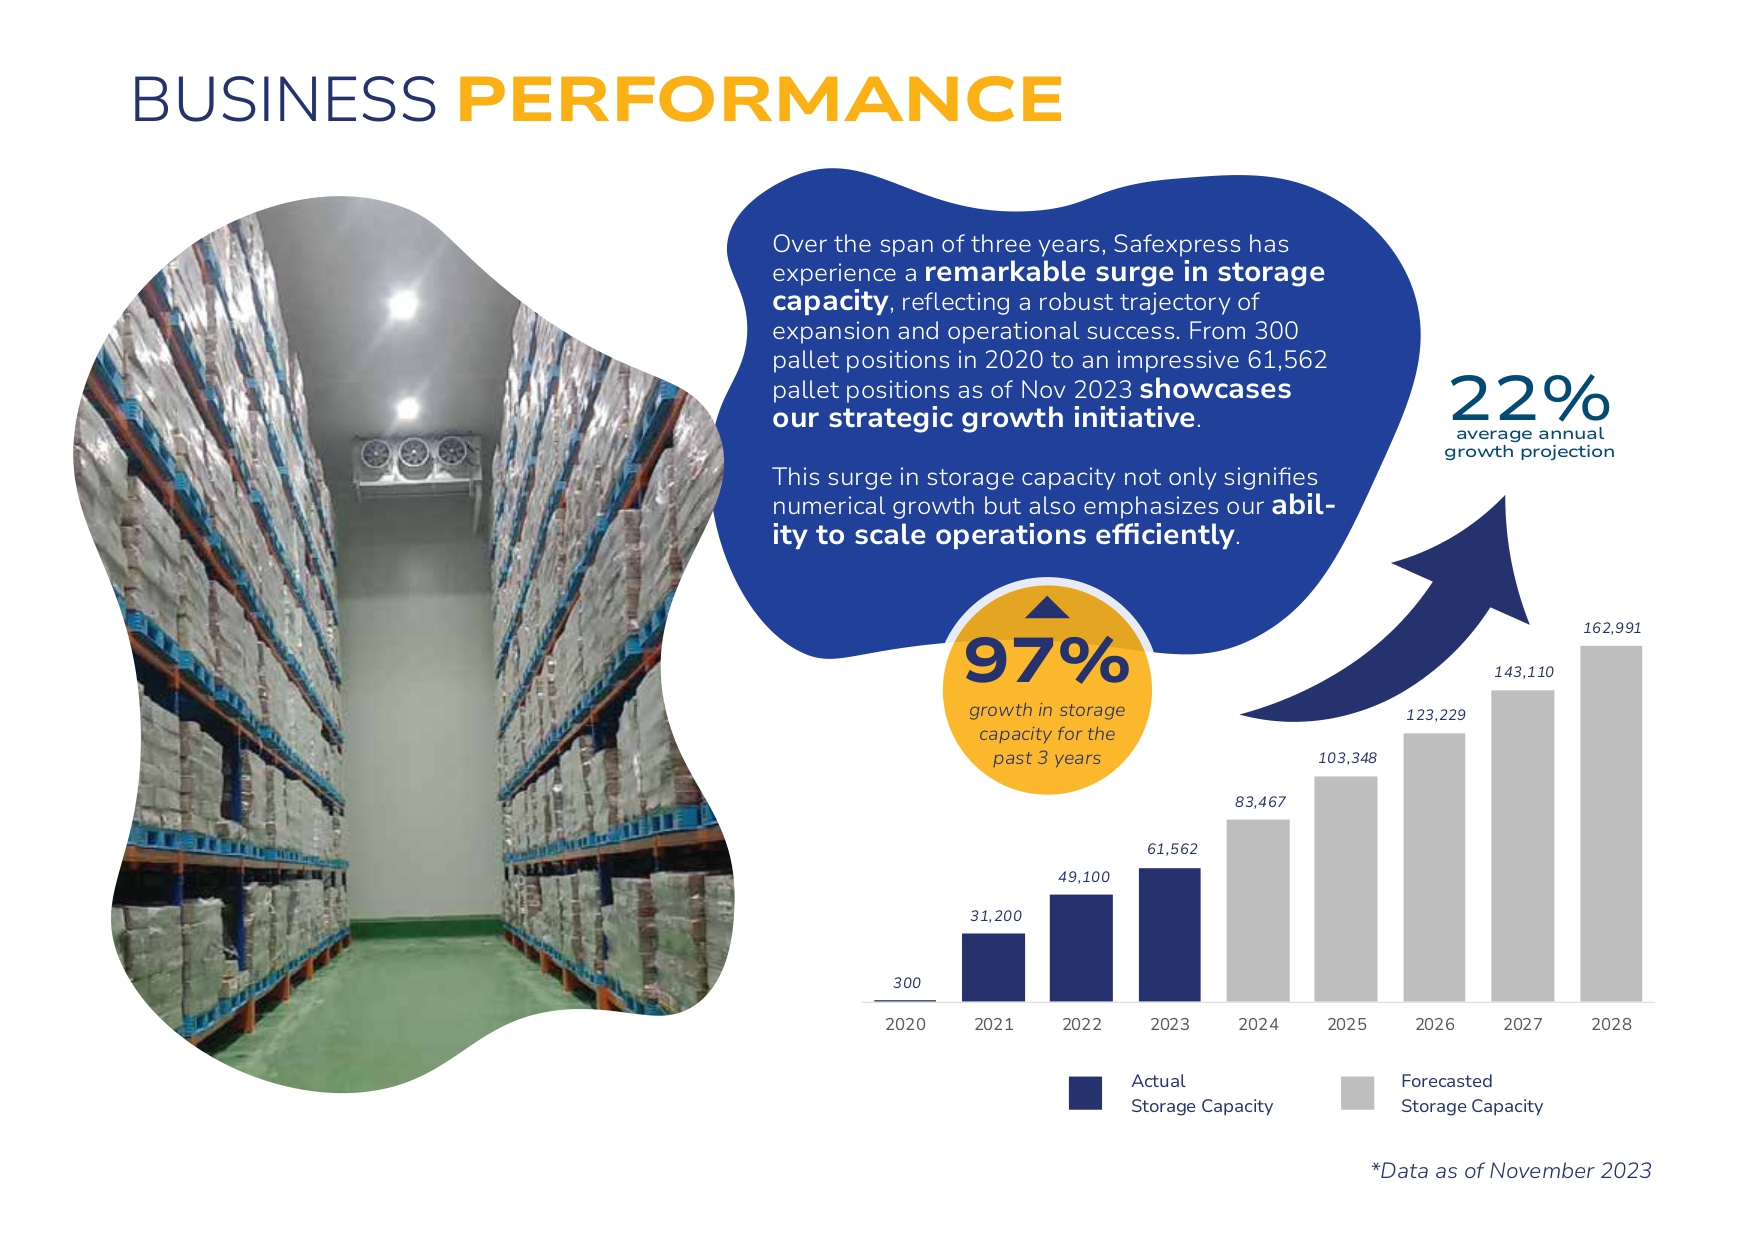 BUSINESS PERFORMANCE
Over the span of three years, Safexpress has
experience a remarkable surge in storage
capacity, reflecting a robust trajectory of
expansion and operational success. From 300
pallet positions in 2020 to an impressive 61,562
pallet positions as of Nov 2023 showcases
our strategic growth initiative.
This surge in storage capacity not only signifies
numerical growth but also emphasizes our abil-
ity to scale operations efficiently.
97%
growth in storage
capacity for the
past 3 years
22%
average annual
growth projection
300
31,200
49,100
61,562
83,467
103,348
123,229
143,110
162,991
2020 2021 2022 2023 2024 2025 2026 2027 2028
Actual
Storage Capacity
Forecasted
Storage Capacity
*Data as of November 2023